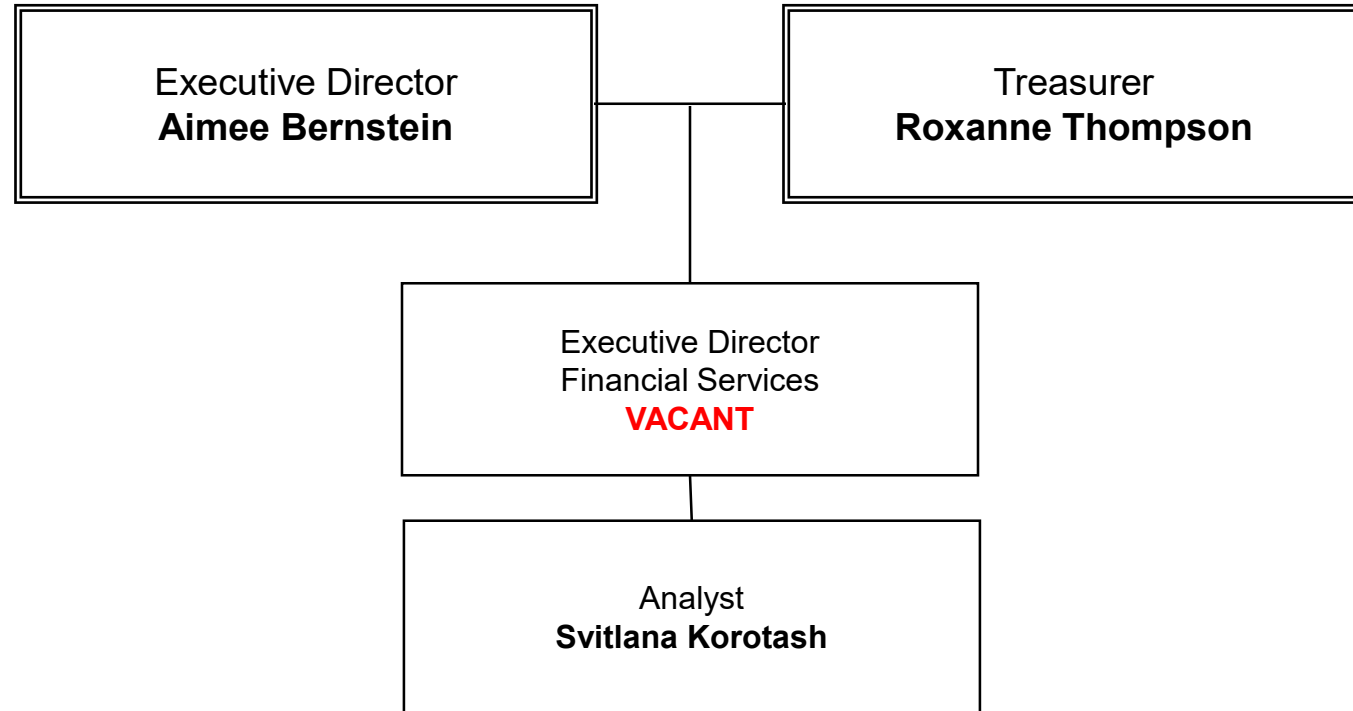 Executive Director
Aimee Bernstein
Treasurer
Roxanne Thompson
Executive Director
Financial Services
VACANT
Analyst
Svitlana Korotash